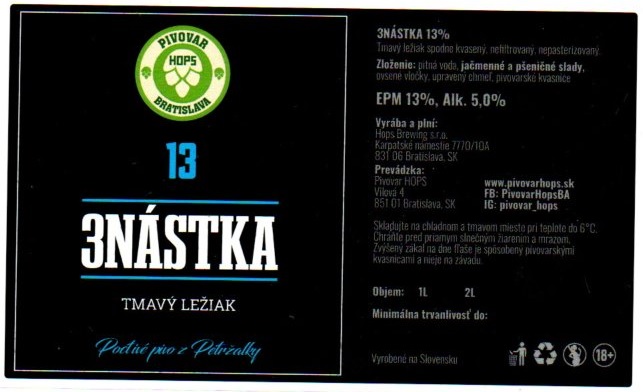 PIVOVAR
HOPS
BRATISLAVA
13
3NÁSTKA
TMAVÝ LEŽIAK
Poctivé pivo z Petržalky
3NÁSTKA 13%
Tmavý ležiak spodne kvasený, nefiltrovaný, nepasterizovaný.
Zloženie: pitná voda, jačmenné a pšeničné slady,
ovsené vločky, upravený chmeľ, pivovarské kvasnice
EPM 13%, Alk. 5,0%
Vyrába a plní:
Hops Brewing s.r.o.
Karpatské námestie 7770/10A
831 06 Bratislava, SK
Prevádzka:
Pivovar HOPS
Vilová 4
851 01 Bratislava, SK
www.pivovarhops.sk
FB: PivovarHopsBA
IG: pivovar_hops
Skladujte na chladnom a tmavom mieste pri teplote do 6°C.
Chráňte pred priamym slnečným žiarením a mrazom.
Zvýšený zákal na dne fľaše je spôsobený pivovarskými
kvasnicami a nieje na závadu.
Objem: 1L 2L
Minimálna trvanlivosť do:
Vyrobené na Slovensku
18+